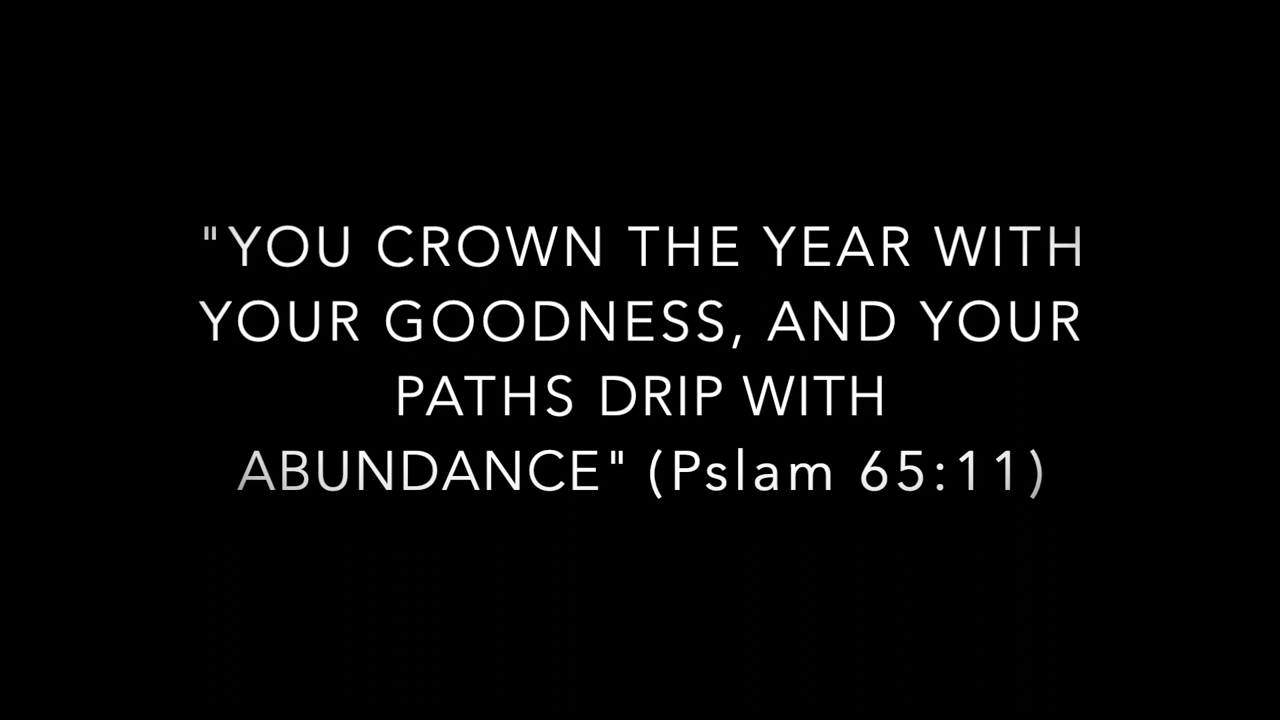 "YOU CROWN THE YEAR WITH
YOUR GOODNESS, AND YOUR
PATHS DRIP WITH
ABUNDANCE" (Pslam 65:11)